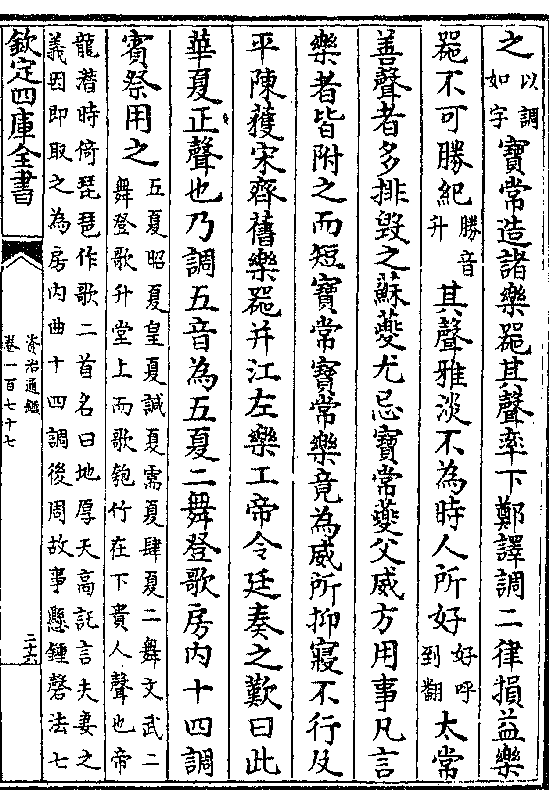 之以調如字寶常造諸樂器其聲率下鄭譯調二律損益樂
器不可勝紀勝音升其聲雅淡不為時人所好好呼到翻太常
善聲者多排毀之蘇夔尤忌寶常夔父威方用事凡言
樂者皆附之而短寶常寶常樂竟為威所抑寢不行及
平陳獲宋齊舊樂器并江左樂工帝令廷奏之歎曰此
華夏正聲也乃調五音為五夏二舞登歌房内十四調
賓祭用之五夏昭夏皇夏誠夏需夏肆夏二舞文武二
舞登歌升堂上而歌匏竹在下貴人聲也帝
龍潛時倚琵琶作歌二首名曰地厚天高託言夫妻之
義因即取之為房内曲十四調後周故事懸鍾磬法七
欽定四庫全書
資治通鑑
卷一百七十七
二十六